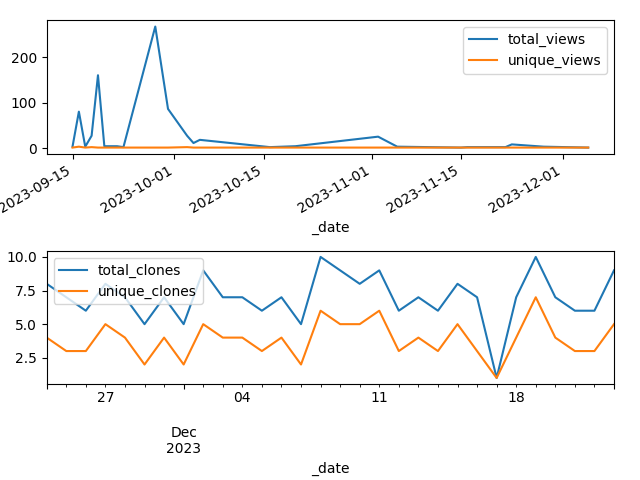 200
100
0
total_views
unique_views
2023-09-15
2023-10-01
2023-10-15
2023-11-01
2023-11-15
2023-12-01
_date
10.0
7.5
5.0
2.5
total_clones
unique_clones
27
04
11
18
Dec
2023
_date